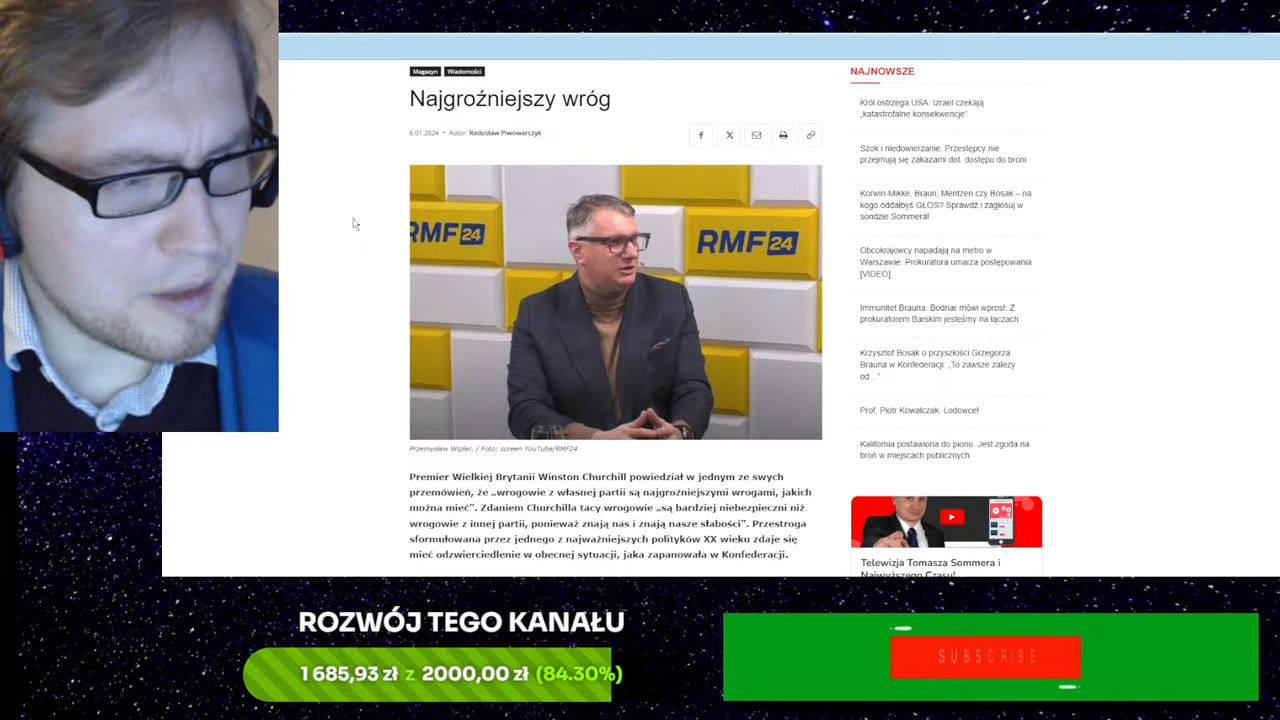 Magazyn Wiadomości
Najgroźniejszy wróg
6.01.2024 - Autor: Radosław Piwowarczyk
RMF24
RMF24
Przemysław Wipler. / Foto: screen YouTube/RMF24
Premier Wielkiej Brytanii Winston Churchill powiedział w jednym ze swych
przemówień, że „wrogowie z własnej partii są najgroźniejszymi wrogami, jakich
można mieć”. Zdaniem Churchilla tacy wrogowie „są bardziej niebezpieczni niż
wrogowie z innej partii, ponieważ znają nas i znają nasze słabości”. Przestroga
sformułowana przez jednego z najważniejszych polityków XX wieku zdaje się
mieć odzwierciedlenie w obecnej sytuacji, jaka zapanowała w Konfederacji.
NAJNOWSZE
Król ostrzega USA. Izrael czekają
„katastrofalne konsekwencje”
Szok i niedowierzanie. Przestępcy nie
przejmują się zakazami dot. dostępu do broni
Korwin-Mikke, Braun, Mentzen czy Bosak – na
kogo oddałbyś GŁOS? Sprawdź i zagłosuj w
sondzie Sommera!
Obcokrajowcy napadają na metro w
Warszawie. Prokuratura umarza postępowania
[VIDEO]
Immunitet Brauna. Bodnar mówi wprost: Z
prokuratorem Barskim jesteśmy na łączach
Krzysztof Bosak o przyszłości Grzegorza
Brauna w Konfederacji: „To zawsze zależy
od…”
Prof. Piotr Kowalczak: Lodowce!
Kalifornia postawiona do pionu. Jest zgoda na
broń w miejscach publicznych
Telewizja Tomasza Sommera i
Najwyższego Czasu!
ROZWÓJ TEGO KANAŁU
1 685,93 zł z 2000,00 zł (84.30%)
SUBSCRIBE